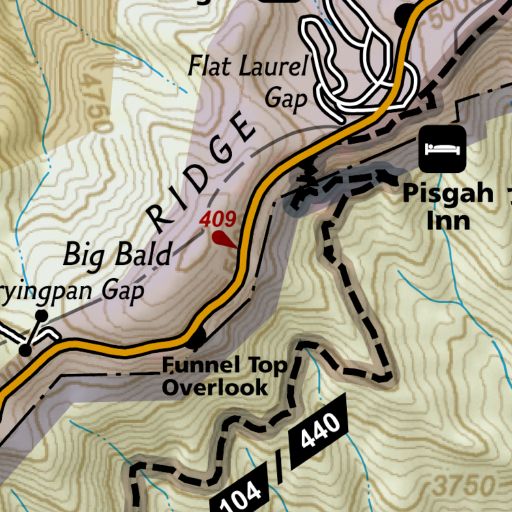 5000
Flat Laurel
Gap
4750
RIDGE
Pisgah
Inn
409
Big Bald
ryingpan Gap
Funnel Top
Overlook
440
104 /
3750